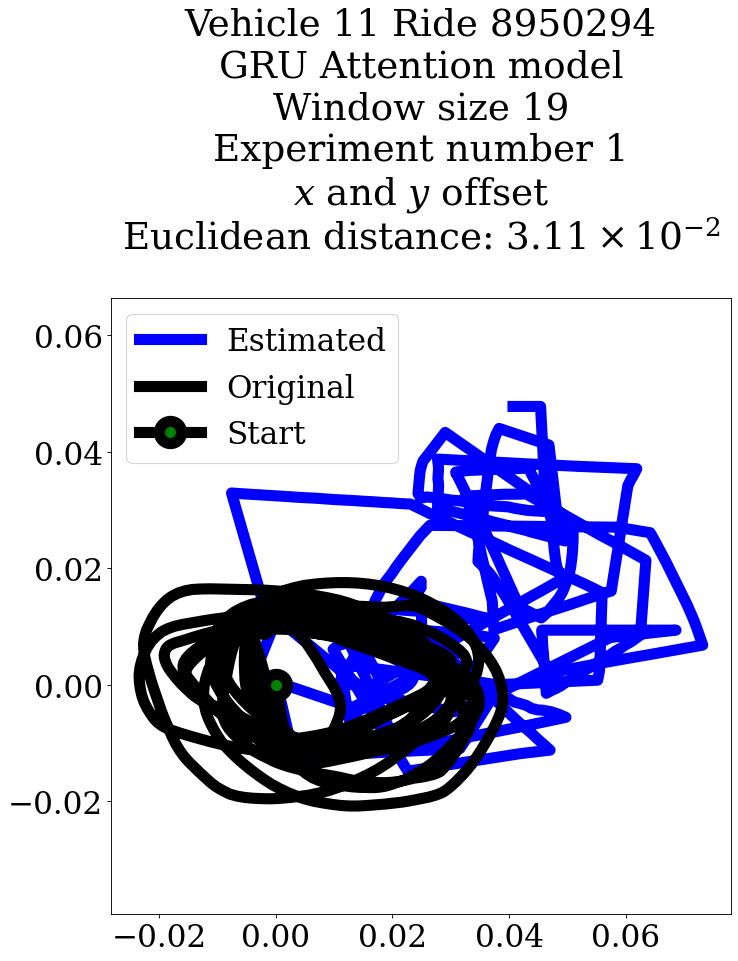 Vehicle 11 Ride 8950294
GRU Attention model
Window size 19
Experiment number 1
x and y offset
Euclidean distance: 3.11 × 10⁻²
Estimated
Original
Start
0.06
0.04
0.02
0.00
−0.02
−0.02 0.00 0.02 0.04 0.06